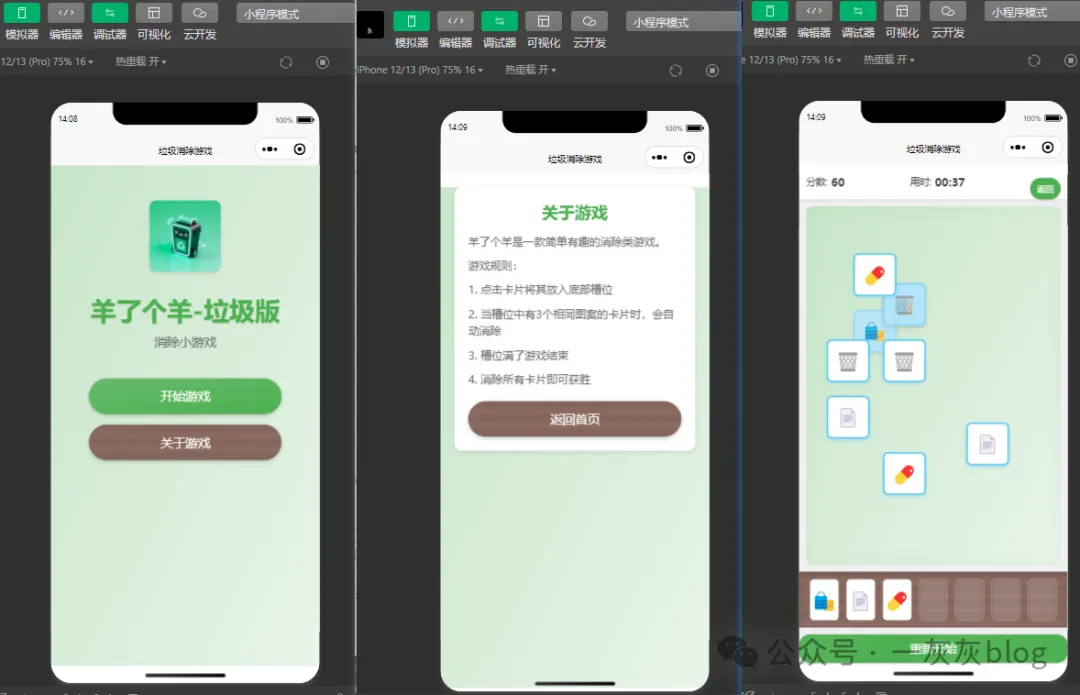 小程序模式
模拟器 编辑器 调试器 可视化 云开发
12/13 (Pro) 75% 16 热重载 开
14:08
100%
垃圾消除游戏
羊了个羊-垃圾版
消除小游戏
开始游戏
关于游戏
小程序模式
模拟器 编辑器 调试器 可视化 云开发
iPhone 12/13 (Pro) 75% 16 热重载 开
14:09
100%
垃圾消除游戏
关于游戏
羊了个羊是一款简单有趣的消除类游戏。
游戏规则：
1. 点击卡片将其放入底部槽位
2. 当槽位中有3个相同图案的卡片时，会自
动消除
3. 槽位满了游戏结束
4. 消除所有卡片即可获胜
返回首页
小程序模式
模拟器 编辑器 调试器 可视化 云开发
e 12/13 (Pro) 75% 16 热重载 开
14:09
100%
垃圾消除游戏
分数: 60 用时: 00:37
返回
重新开始
公众号 · 一灰灰blog